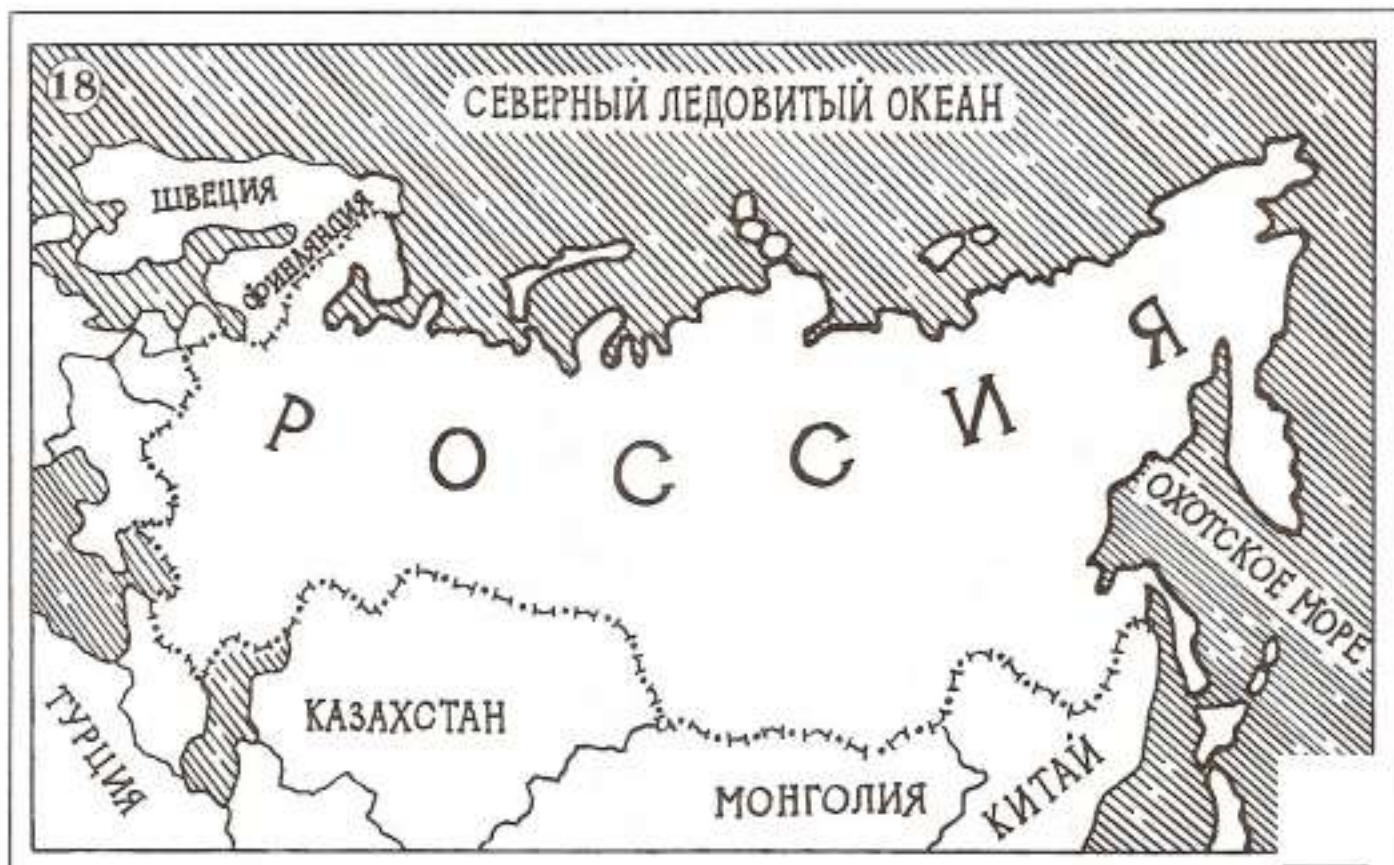 18
СЕВЕРНЫЙ ЛЕДОВИТЫЙ ОКЕАН
ШВЕЦИЯ
ФИНЛЯНДИЯ
РОССИЯ
ОХОТСКОЕ МОРЕ
ТУРЦИЯ
КАЗАХСТАН
МОНГОЛИЯ
КИТАЙ